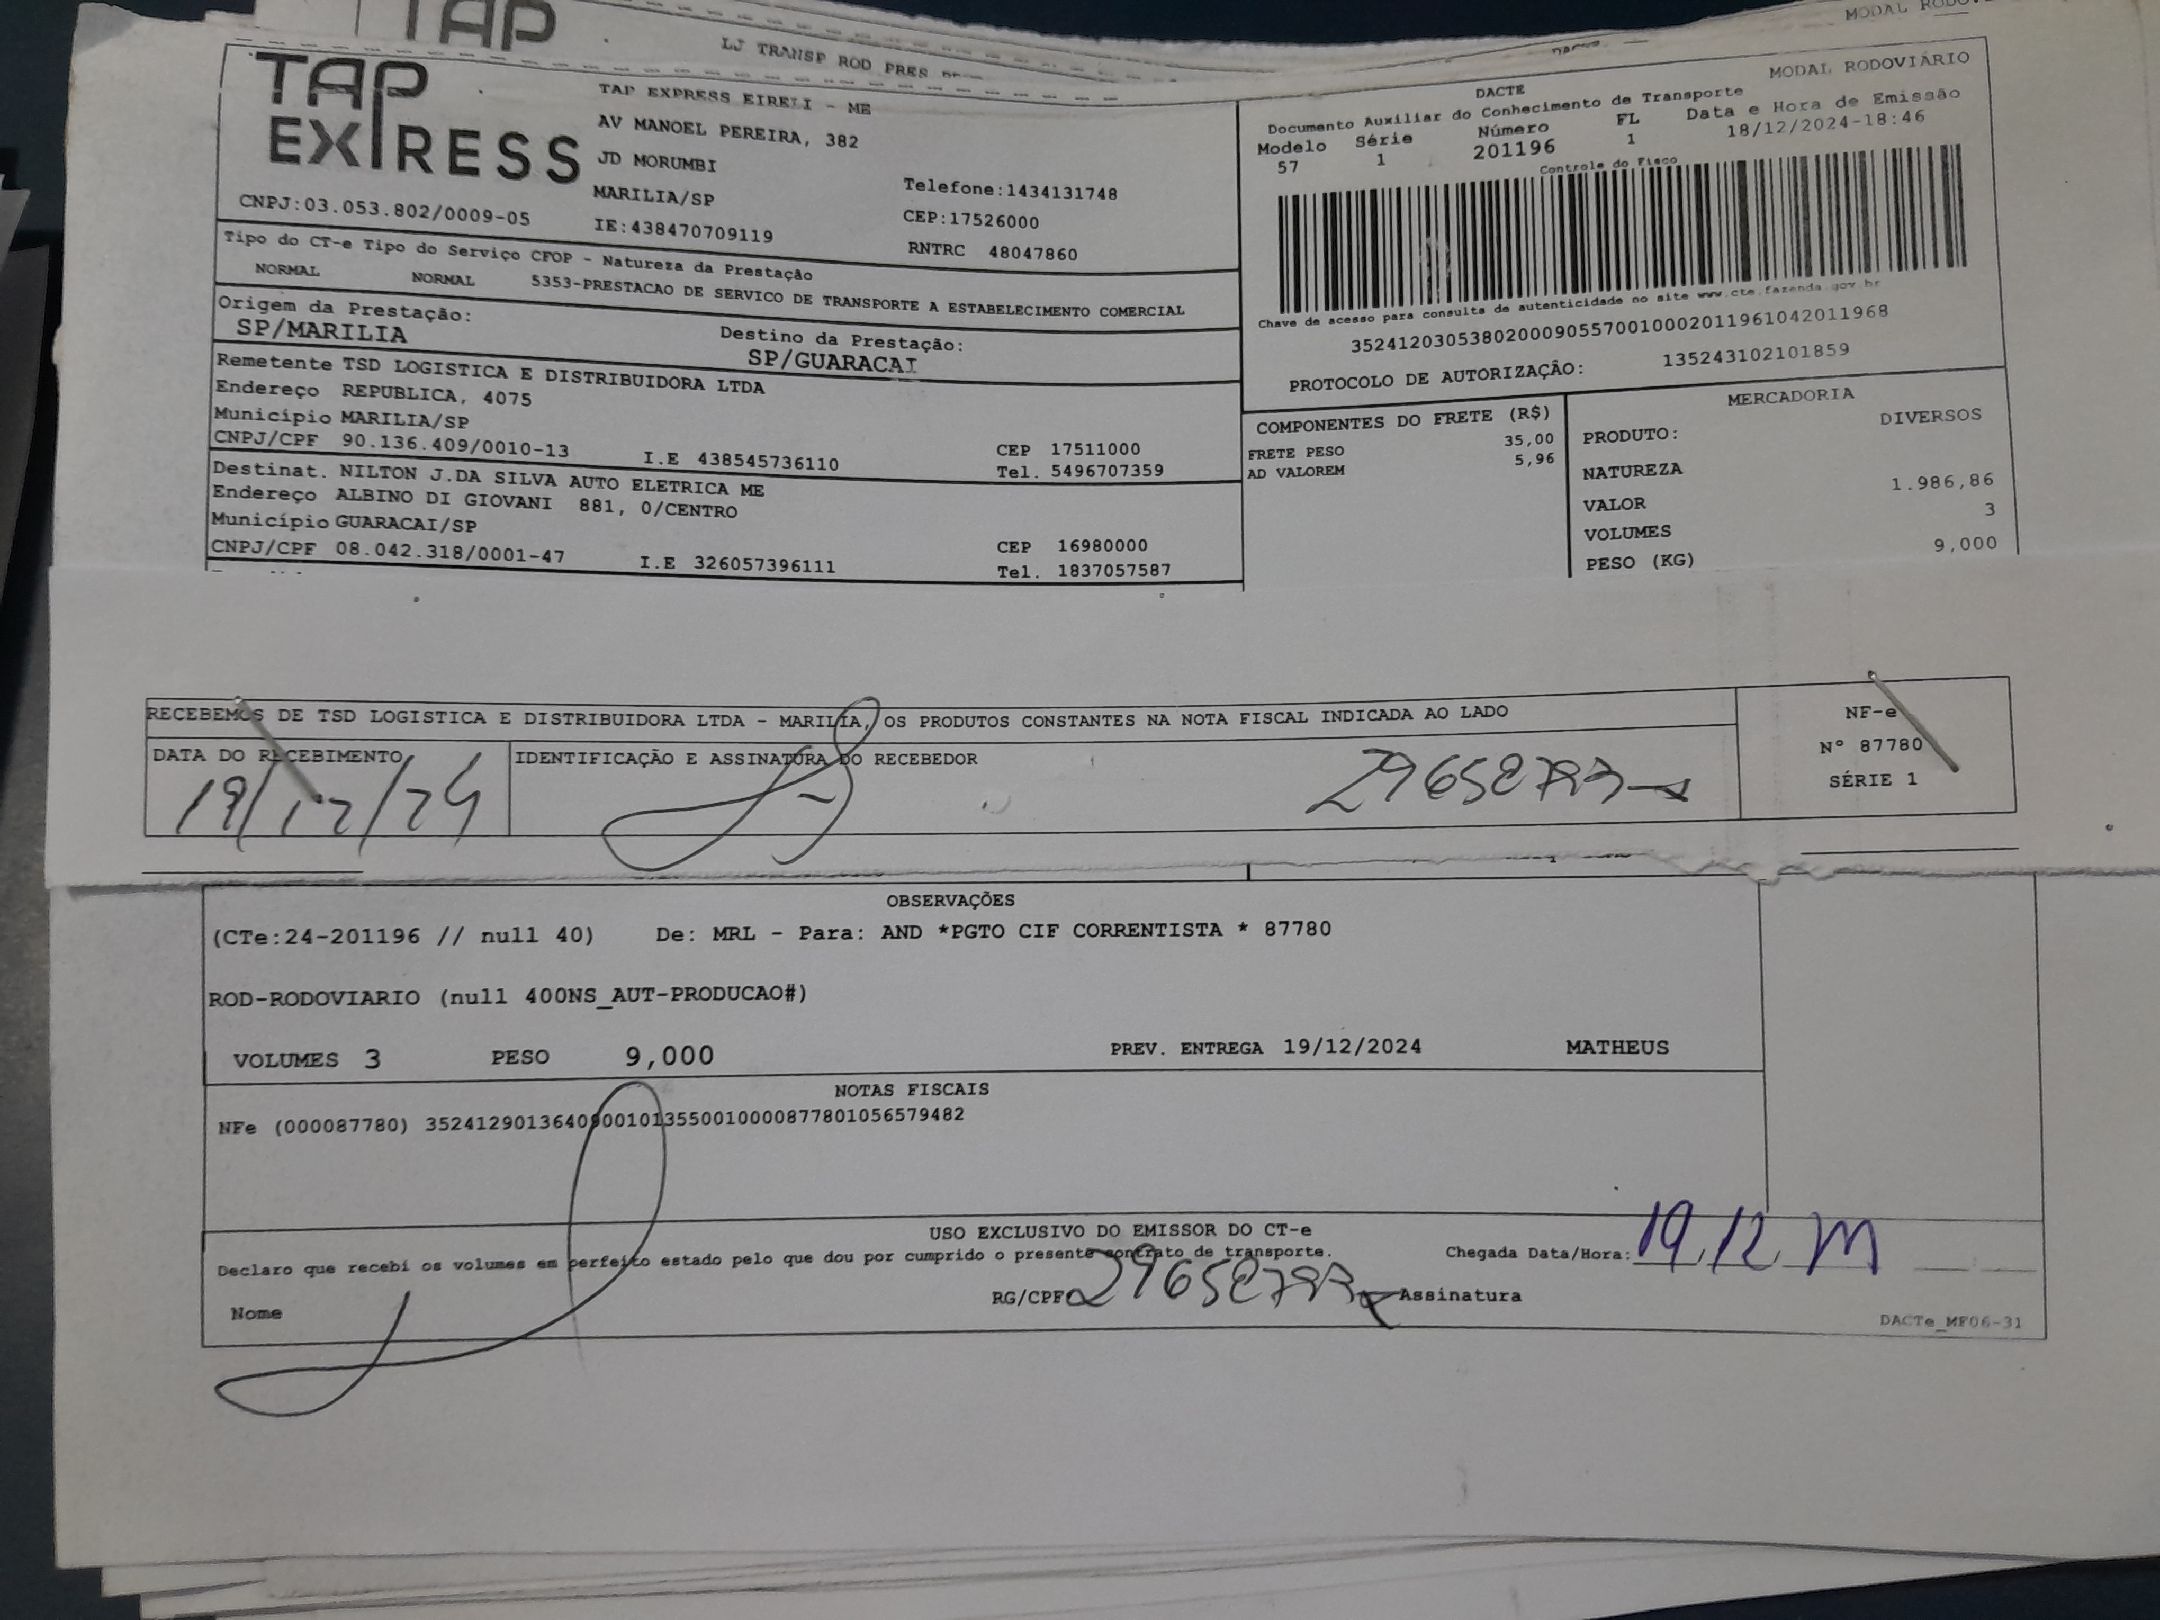 TAP
LJ TRANSP ROD PRES
MODAL RODOVI
TAP
EXPRESS
CNPJ:03.053.802/0009-05
TAP EXPRESS EIRELI - ME
AV MANOEL PEREIRA, 382
JD MORUMBI
MARILIA/SP
IE:438470709119
Telefone:1434131748
CEP:17526000
RNTRC 48047860
DACTE
MODAL RODOVIÁRIO
Documento Auxiliar do Conhecimento de Transporte
Modelo Série Número FL Data e Hora de Emissão
57 1 201196 1 18/12/2024-18:46
Controle do Fisco
Chave de acesso para consulta de autenticidade no site www.cte.fazenda.gov.br
35241203053802000905570010002011961042011968
PROTOCOLO DE AUTORIZAÇÃO: 135243102101859
Tipo do CT-e Tipo do Serviço CFOP - Natureza da Prestação
NORMAL NORMAL 5353-PRESTACAO DE SERVICO DE TRANSPORTE A ESTABELECIMENTO COMERCIAL
Origem da Prestação: Destino da Prestação:
SP/MARILIA SP/GUARACAI
Remetente TSD LOGISTICA E DISTRIBUIDORA LTDA
Endereço REPUBLICA, 4075
Município MARILIA/SP CEP 17511000
CNPJ/CPF 90.136.409/0010-13 I.E 438545736110 Tel. 5496707359
Destinat. NILTON J.DA SILVA AUTO ELETRICA ME
Endereço ALBINO DI GIOVANI 881, 0/CENTRO
Município GUARACAI/SP CEP 16980000
CNPJ/CPF 08.042.318/0001-47 I.E 326057396111 Tel. 1837057587
COMPONENTES DO FRETE (R$)
FRETE PESO 35,00
AD VALOREM 5,96
MERCADORIA
PRODUTO: DIVERSOS
NATUREZA
VALOR 1.986,86
VOLUMES 3
PESO (KG) 9,000
RECEBEMOS DE TSD LOGISTICA E DISTRIBUIDORA LTDA - MARILIA, OS PRODUTOS CONSTANTES NA NOTA FISCAL INDICADA AO LADO
DATA DO RECEBIMENTO
19/12/24
IDENTIFICAÇÃO E ASSINATURA DO RECEBEDOR
NF-e
N° 87780
SÉRIE 1
OBSERVAÇÕES
(CTe:24-201196 // null 40) De: MRL - Para: AND *PGTO CIF CORRENTISTA * 87780
ROD-RODOVIARIO (null 400NS_AUT-PRODUCAO#)
VOLUMES 3 PESO 9,000 PREV. ENTREGA 19/12/2024 MATHEUS
NOTAS FISCAIS
NFe (000087780) 35241290136409001013550010000877801056579482
USO EXCLUSIVO DO EMISSOR DO CT-e
Declaro que recebi os volumes em perfeito estado pelo que dou por cumprido o presente contrato de transporte.
Chegada Data/Hora: 19 12
Nome RG/CPF Assinatura
DACTe_MF06-31